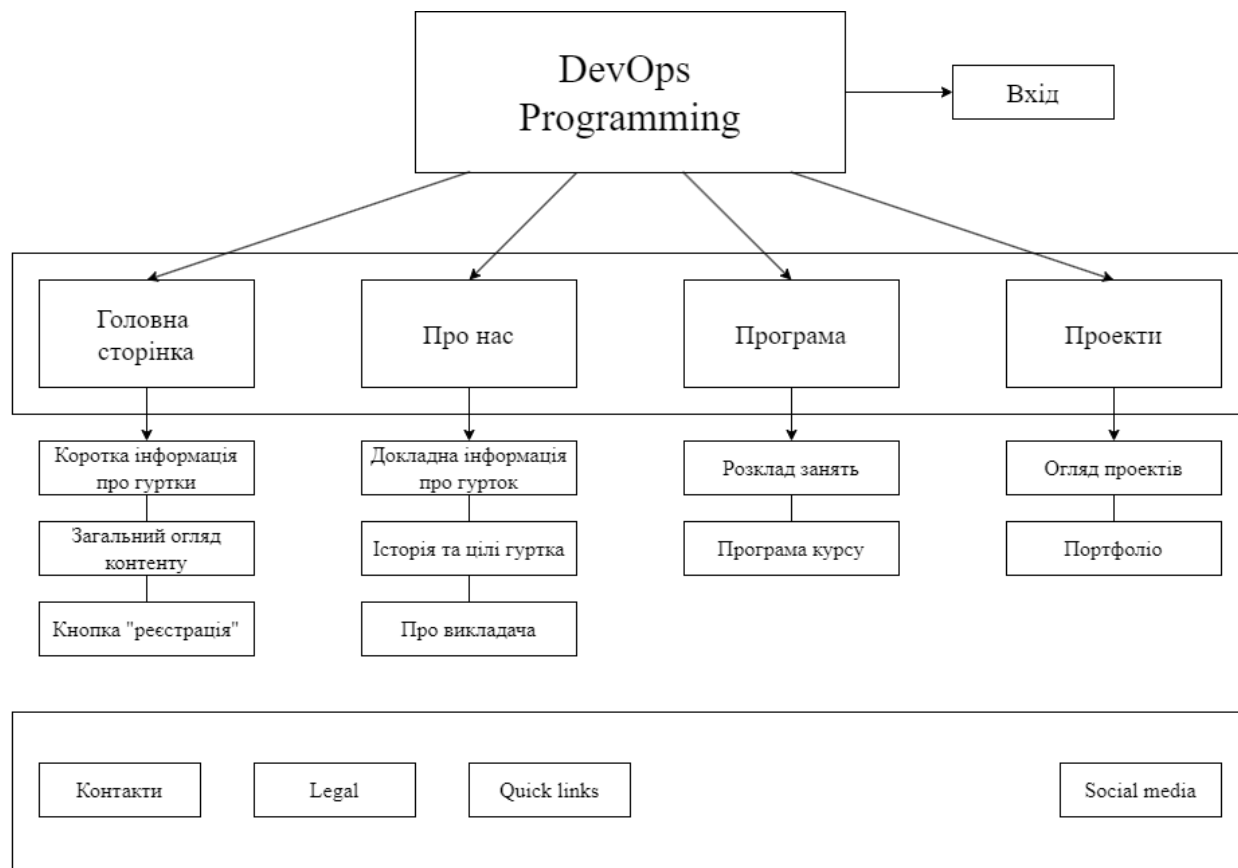 DevOps
Programming
Вхід
Головна
сторінка
Про нас
Програма
Проекти
Коротка інформація
про гуртки
Докладна інформація
про гурток
Розклад занять
Огляд проектів
Загальний огляд
контенту
Історія та цілі гуртка
Програма курсу
Портфоліо
Кнопка "реєстрація"
Про викладача
Контакти
Legal
Quick links
Social media